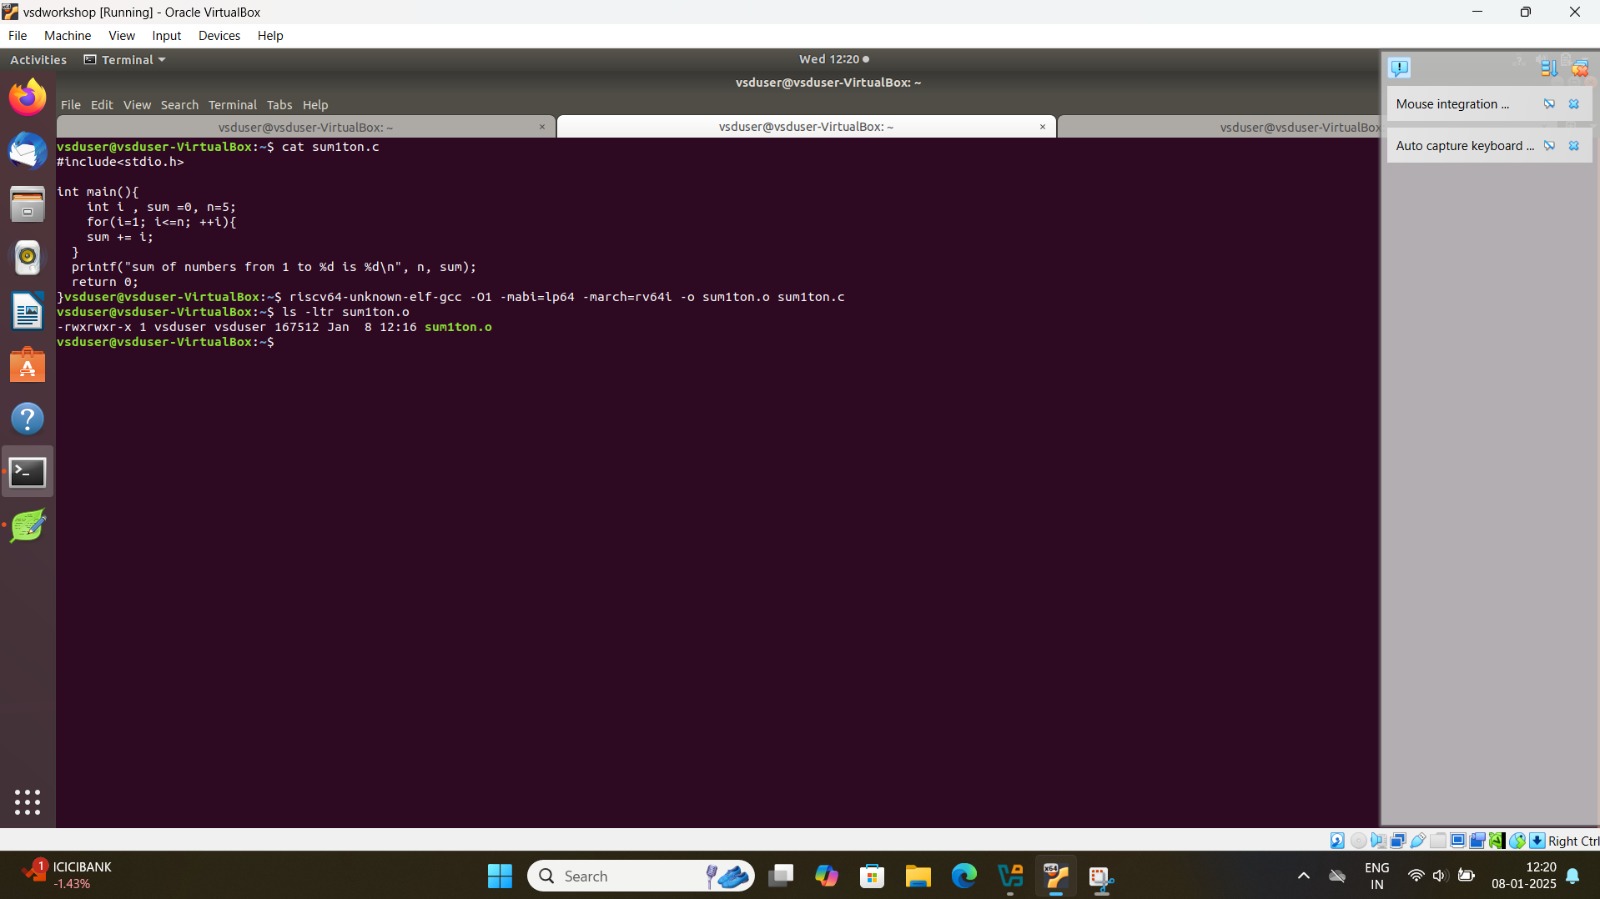 vsdworkshop [Running] - Oracle VirtualBox
File Machine View Input Devices Help
Activities Terminal Wed 12:20
vsduser@vsduser-VirtualBox: ~
File Edit View Search Terminal Tabs Help
vsduser@vsduser-VirtualBox: ~ × vsduser@vsduser-VirtualBox: ~ × vsduser@vsduser-VirtualBox
Mouse integration ...
Auto capture keyboard ...
vsduser@vsduser-VirtualBox:~$ cat sum1ton.c
#include<stdio.h>
int main(){
int i , sum =0, n=5;
for(i=1; i<=n; ++i){
sum += i;
}
printf("sum of numbers from 1 to %d is %d\n", n, sum);
return 0;
}vsduser@vsduser-VirtualBox:~$ riscv64-unknown-elf-gcc -O1 -mabi=lp64 -march=rv64i -o sum1ton.o sum1ton.c
vsduser@vsduser-VirtualBox:~$ ls -ltr sum1ton.o
-rwxrwxr-x 1 vsduser vsduser 167512 Jan  8 12:16 sum1ton.o
vsduser@vsduser-VirtualBox:~$
Right Ctrl
1 ICICIBANK
-1.43%
Search
ENG
IN
12:20
08-01-2025